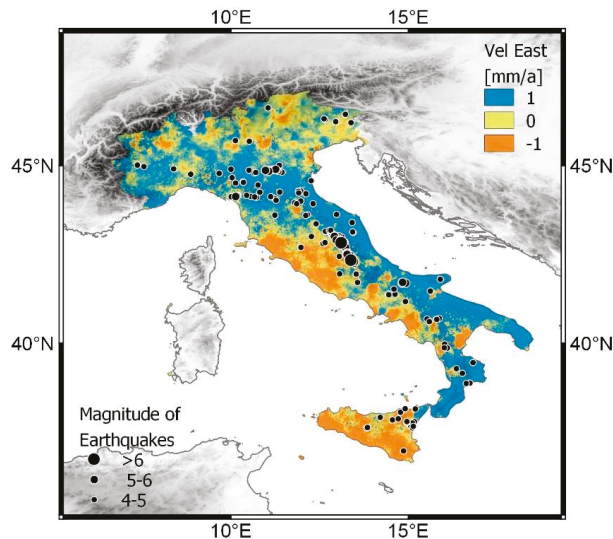 10°E 15°E
Vel East
[mm/a]
1
0
-1
45°N 45°N
40°N 40°N
Magnitude of
Earthquakes
>6
5-6
4-5
10°E 15°E